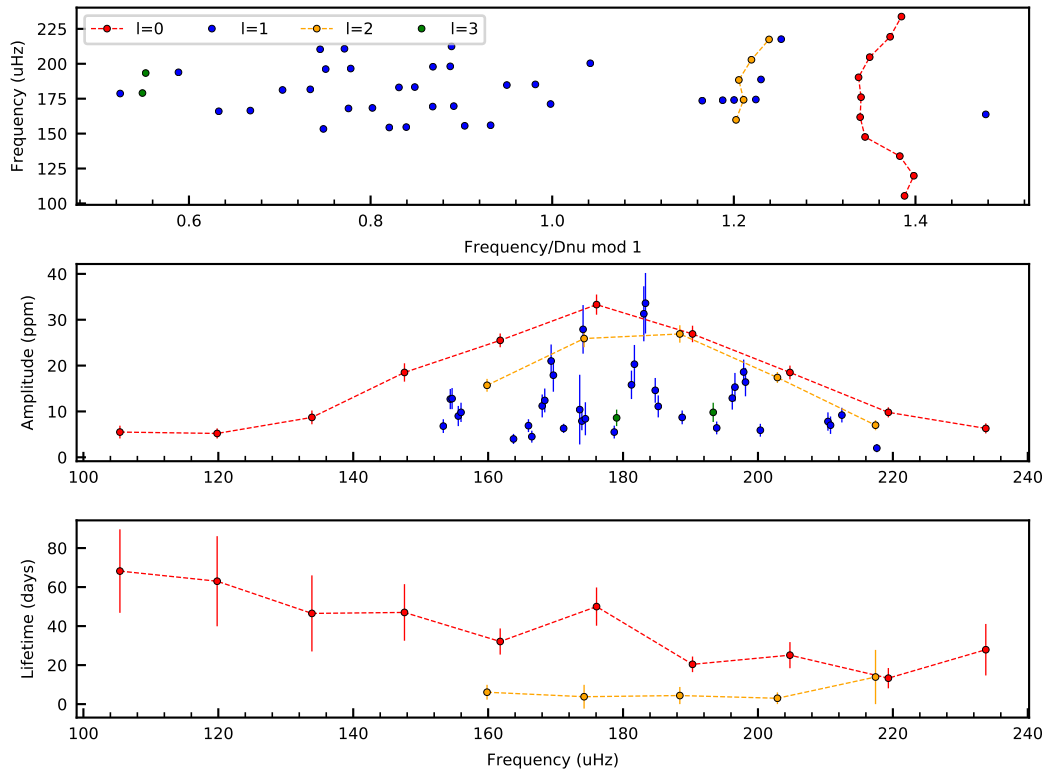 l=0 l=1 l=2 l=3
Frequency (uHz)
225
200
175
150
125
100
0.6 0.8 1.0 1.2 1.4
Frequency/Dnu mod 1
Amplitude (ppm)
40
30
20
10
0
100 120 140 160 180 200 220 240
Lifetime (days)
80
60
40
20
0
100 120 140 160 180 200 220 240
Frequency (uHz)